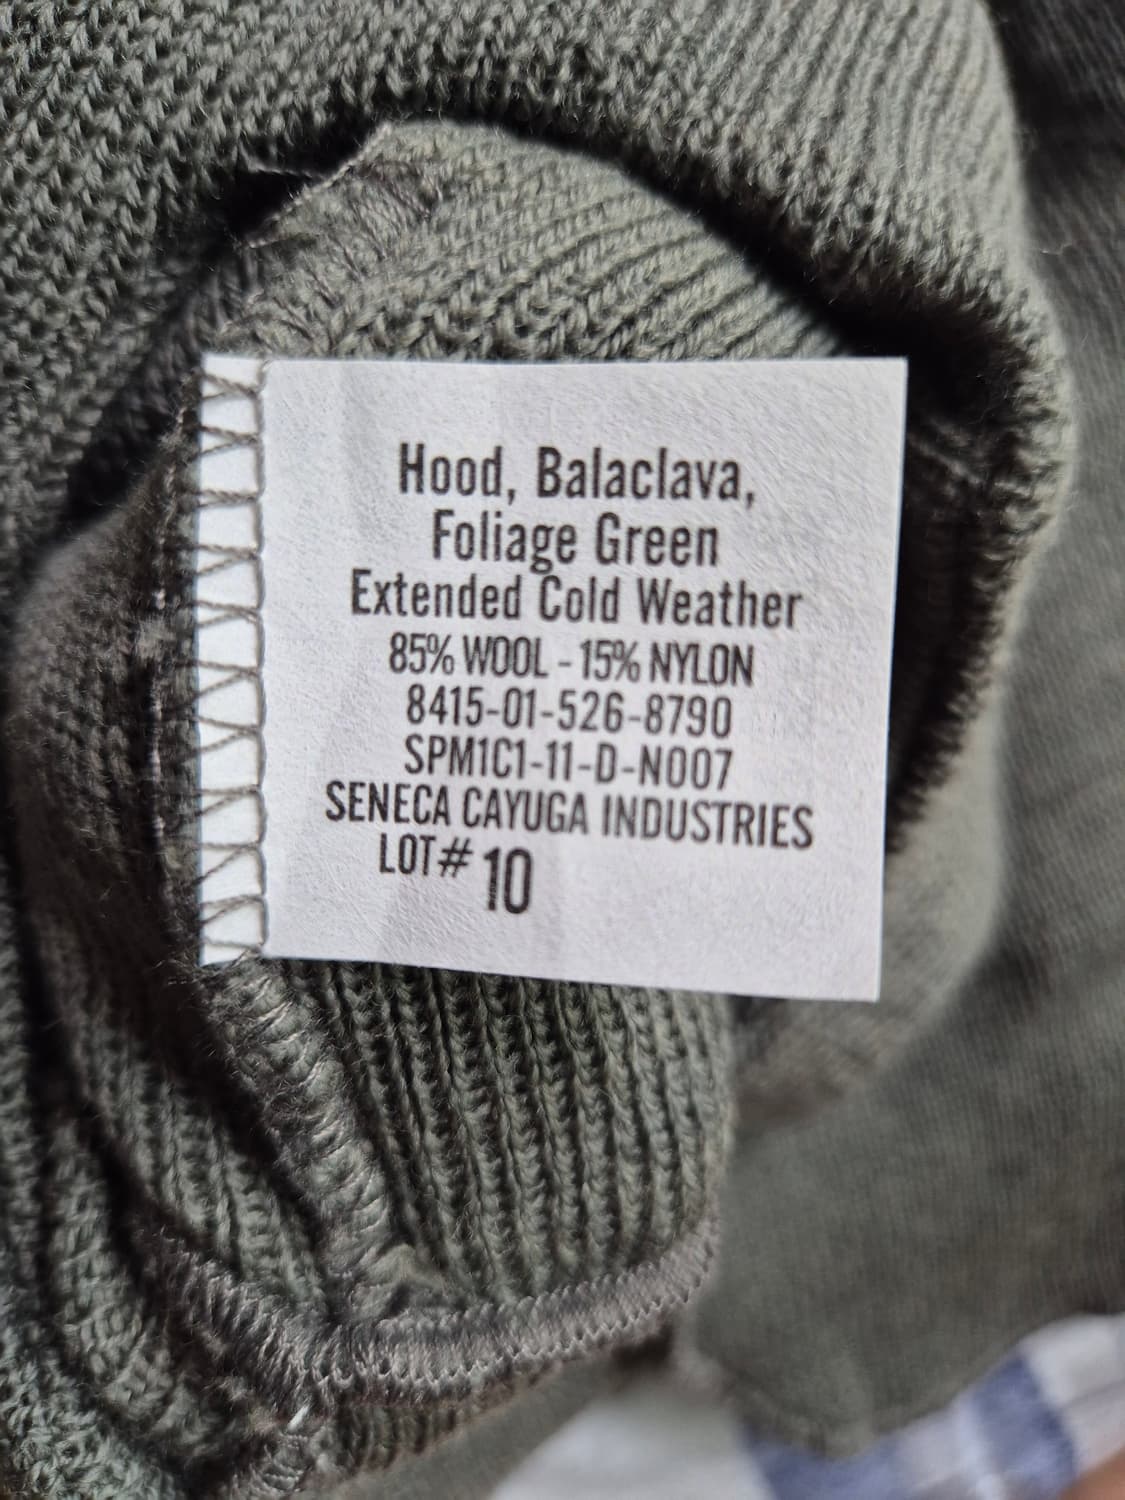 Hood, Balaclava,
Foliage Green
Extended Cold Weather
85% WOOL - 15% NYLON
8415-01-526-8790
SPM1C1-11-D-N007
SENECA CAYUGA INDUSTRIES
LOT# 10